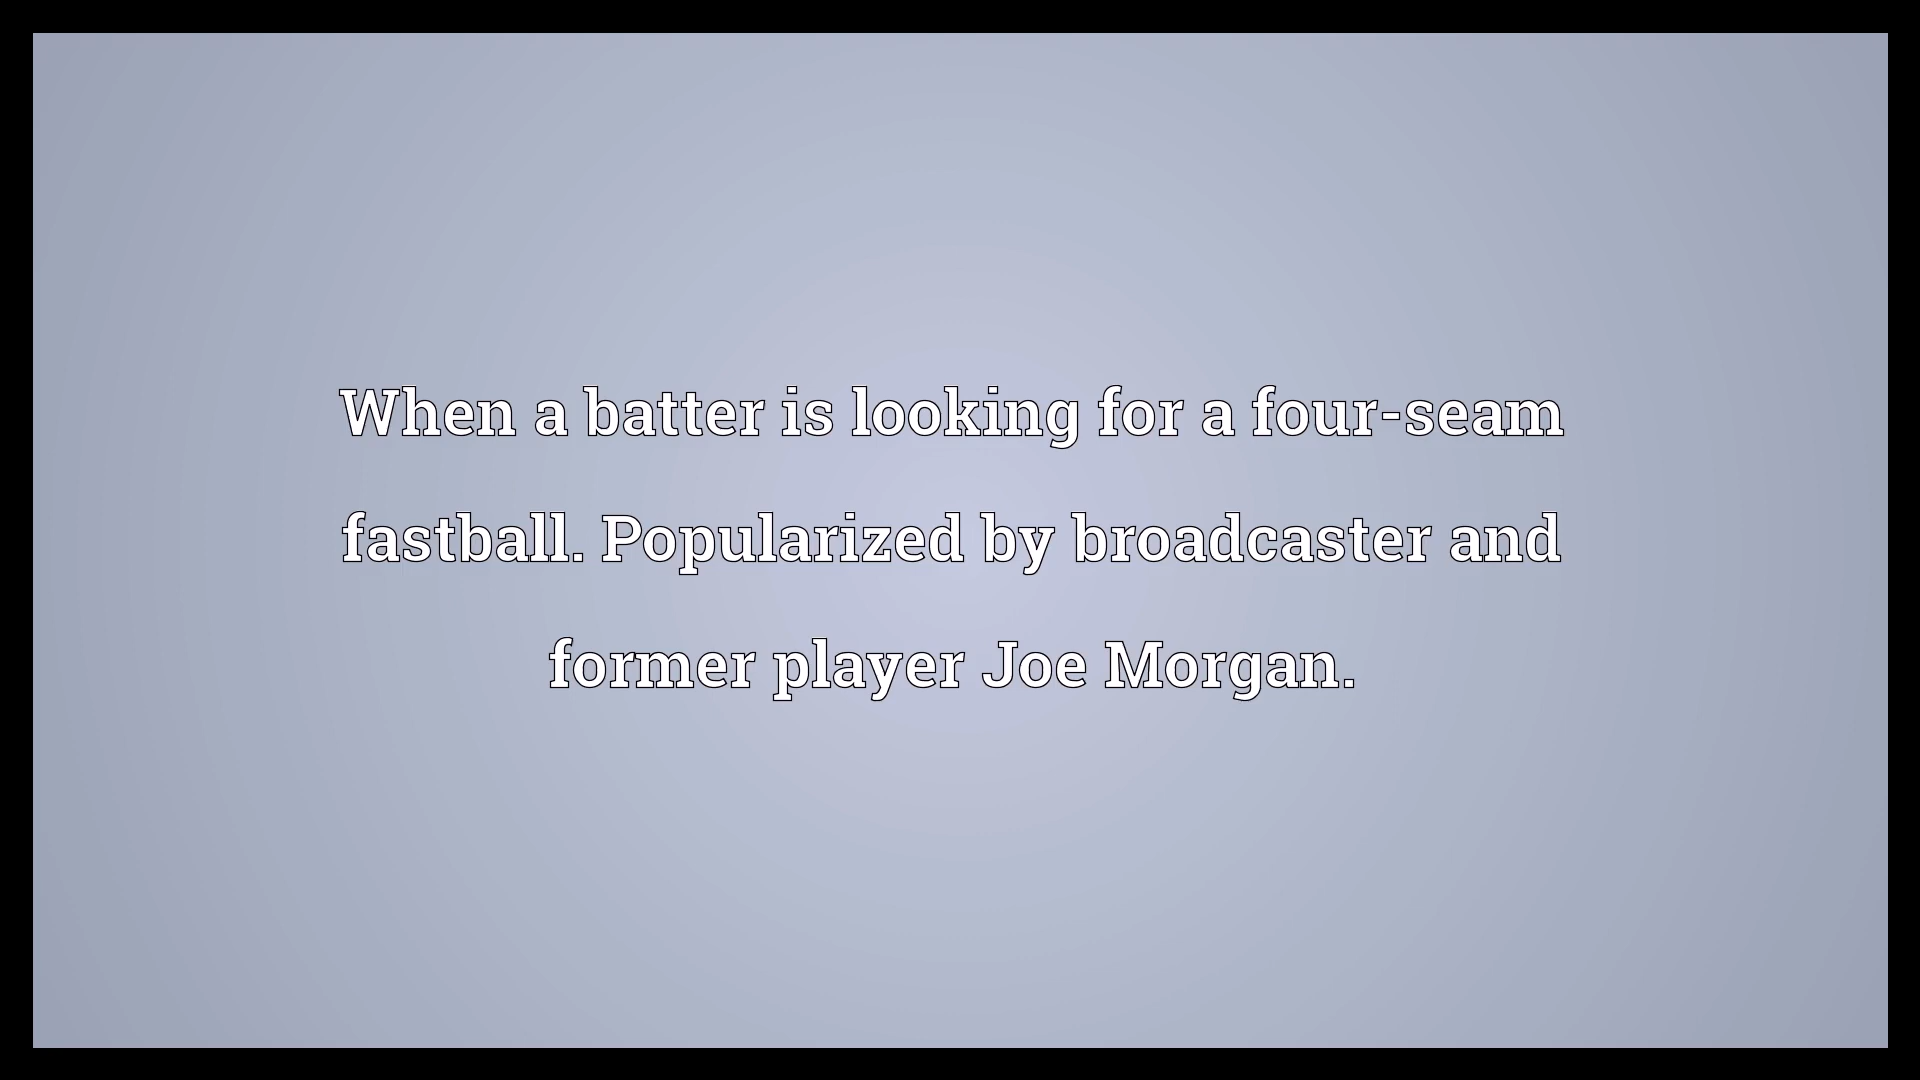 When a batter is looking for a four-seam
fastball. Popularized by broadcaster and
former player Joe Morgan.